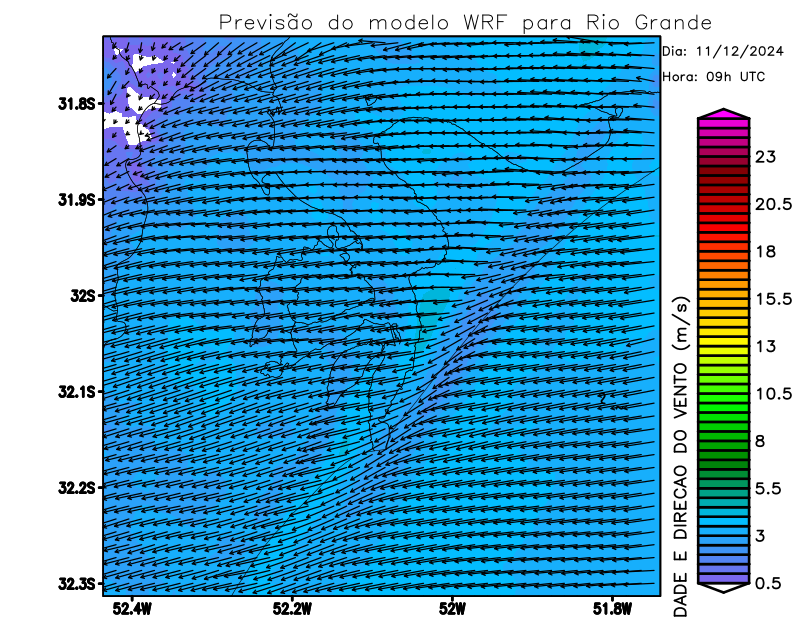 Previsão do modelo WRF para Rio Grande
Dia: 11/12/2024
Hora: 09h UTC
31.8S
31.9S
32S
32.1S
32.2S
32.3S
52.4W
52.2W
52W
51.8W
23
20.5
18
15.5
13
10.5
8
5.5
3
0.5
DADE E DIRECAO DO VENTO (m/s)